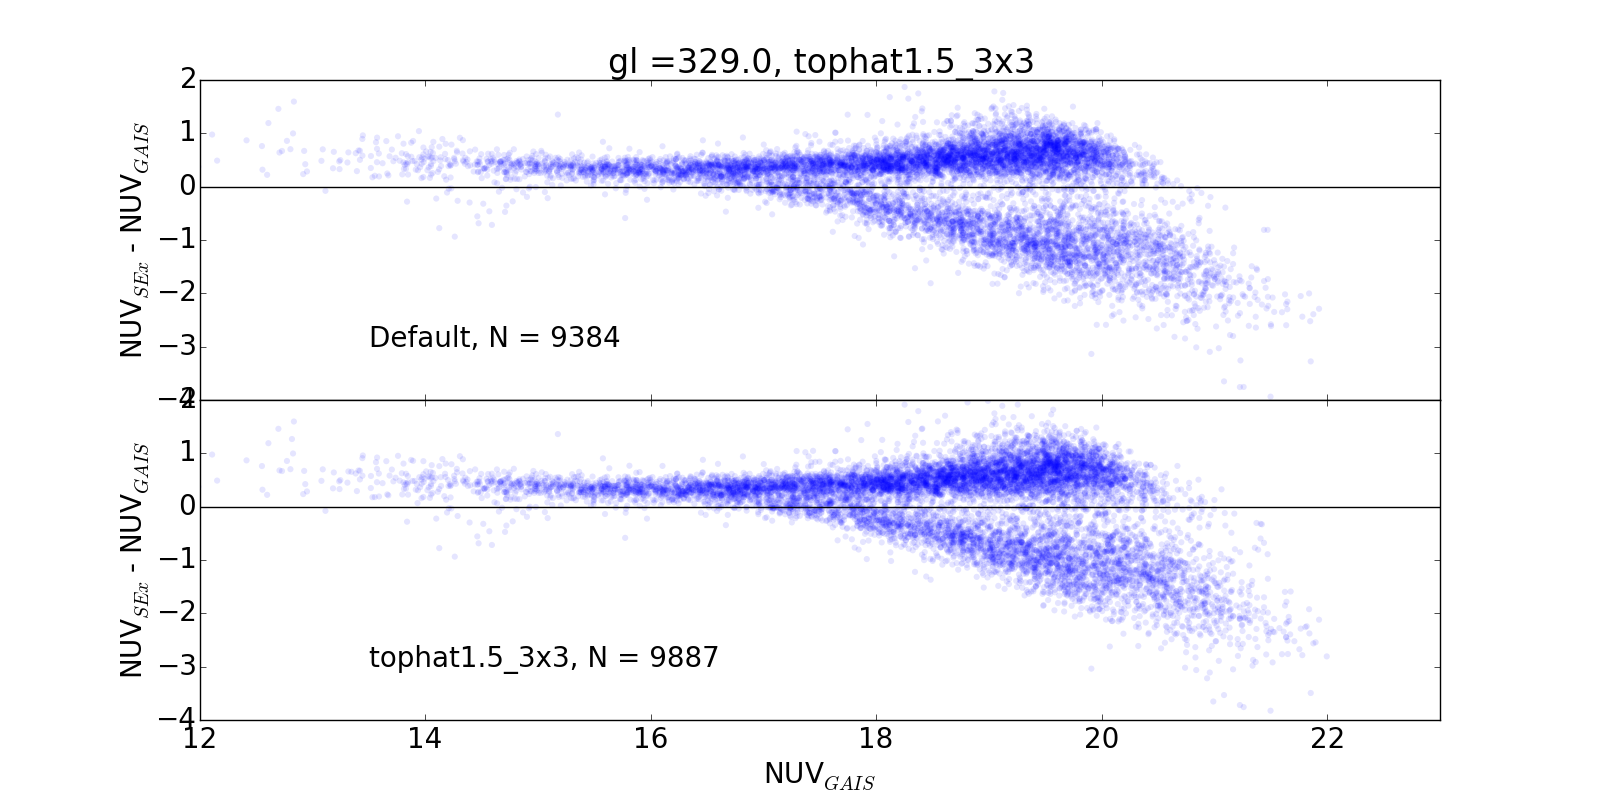 gl =329.0, tophat1.5_3x3
2
1
0
−1
−2
−3
−4
NUV_SEx - NUV_GAIS
Default, N = 9384
2
1
0
−1
−2
−3
−4
NUV_SEx - NUV_GAIS
tophat1.5_3x3, N = 9887
12 14 16 18 20 22
NUV_GAIS